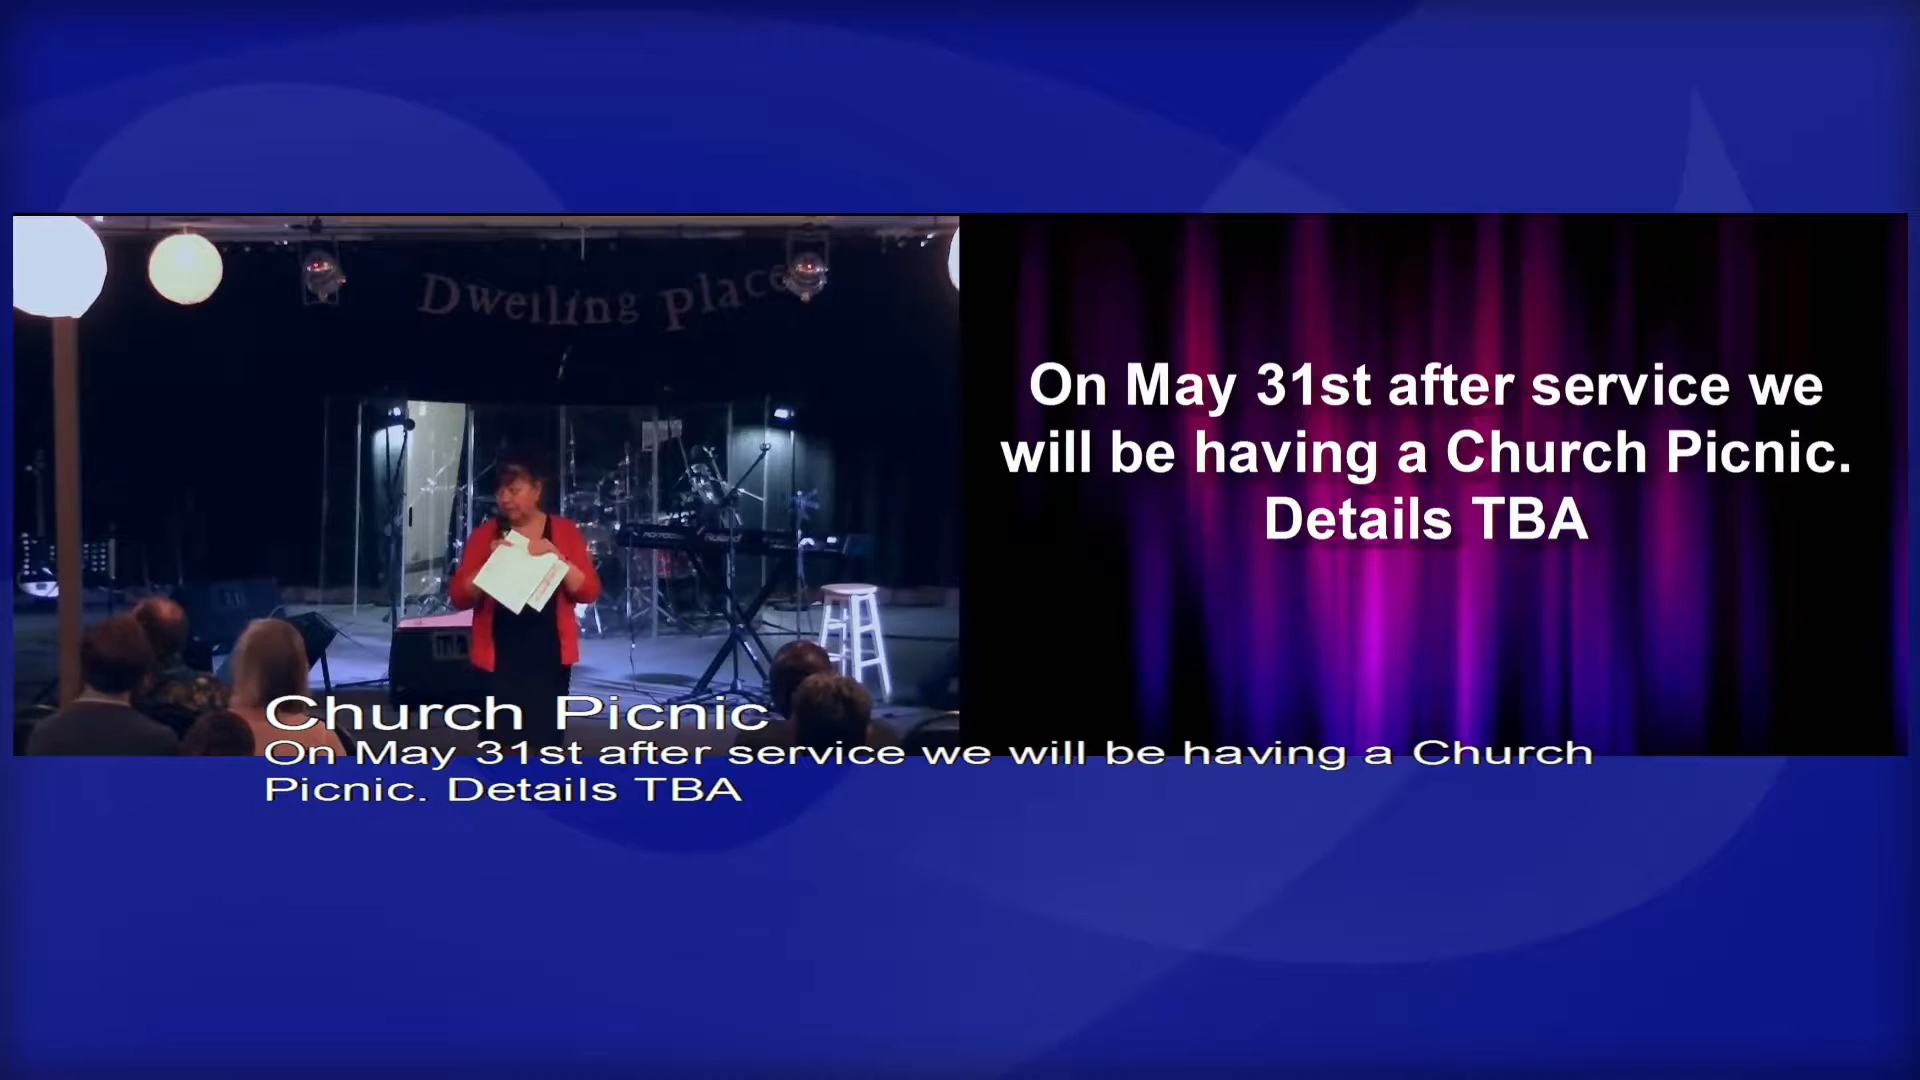 Dwelling place
Roland
On May 31st after service we
will be having a Church Picnic.
Details TBA
Church Picnic
On May 31st after service we will be having a Church
Picnic. Details TBA